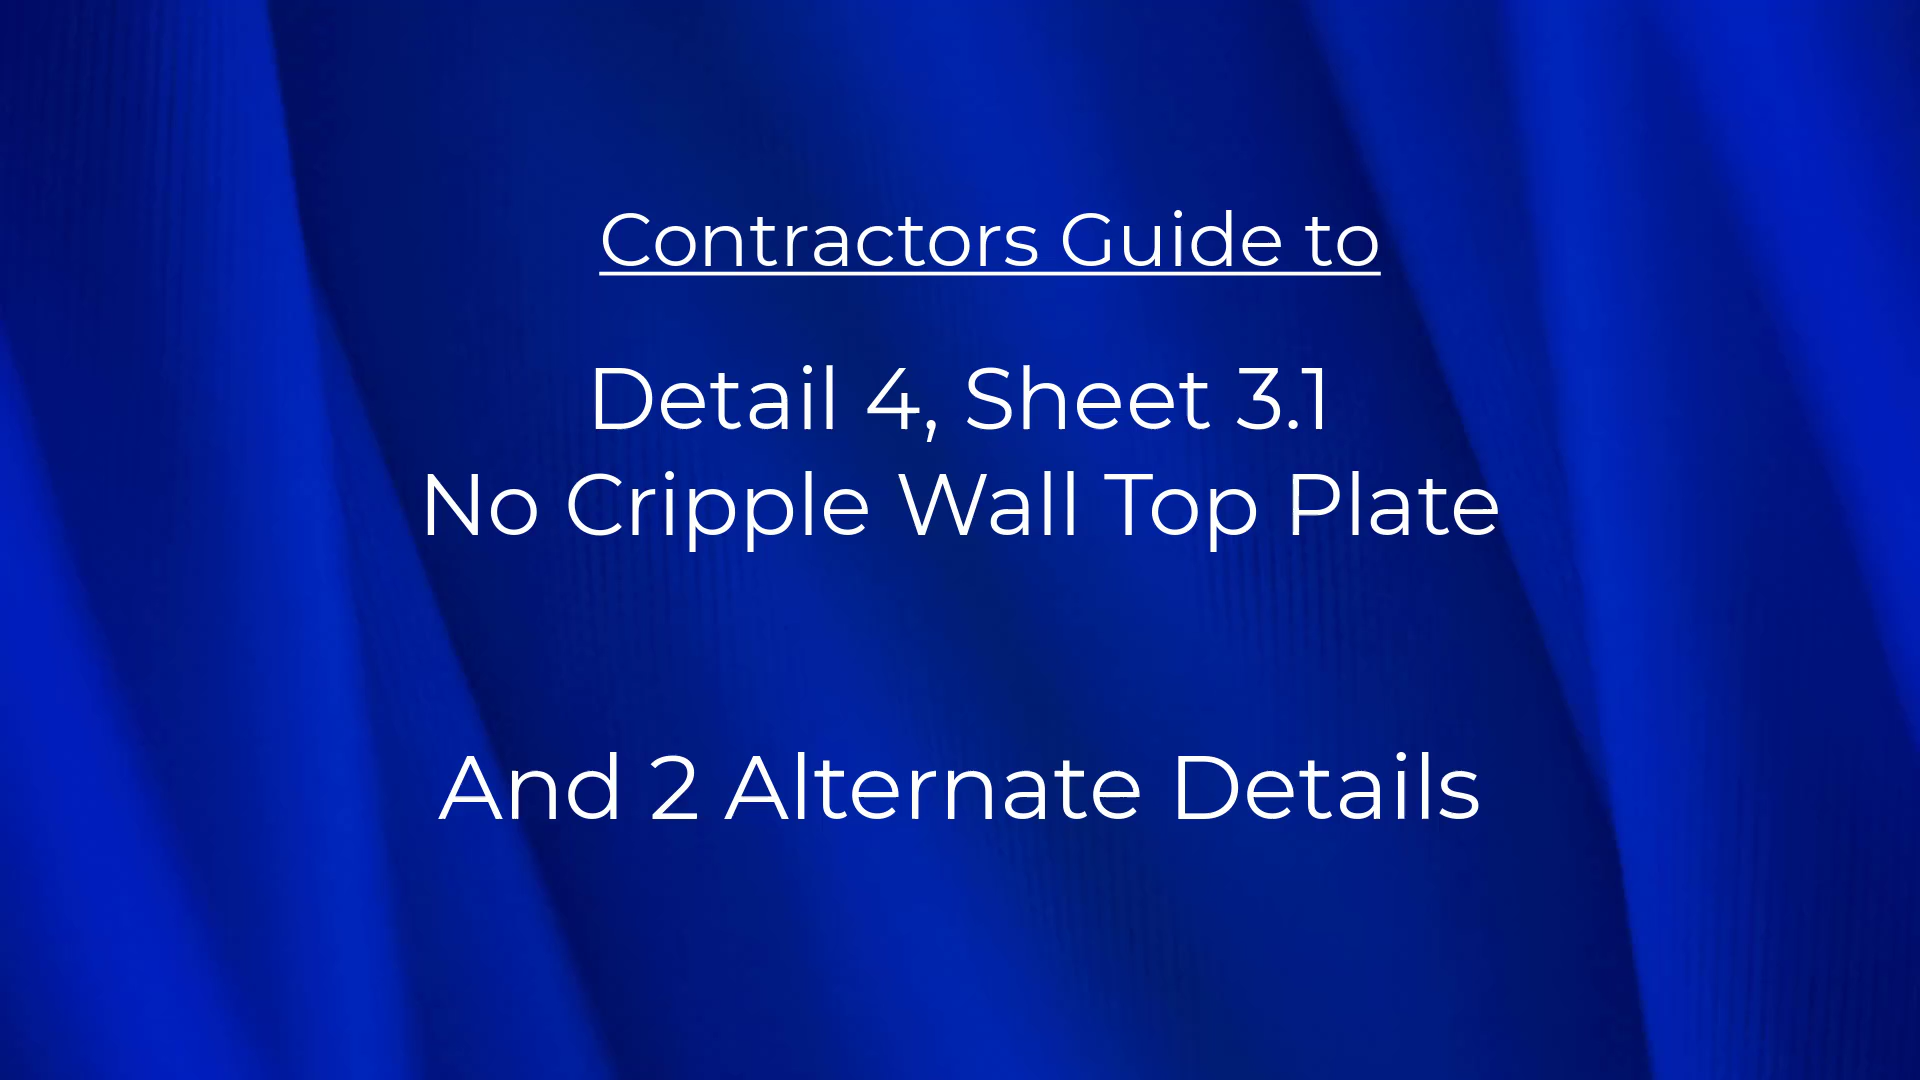 Contractors Guide to
Detail 4, Sheet 3.1
No Cripple Wall Top Plate
And 2 Alternate Details